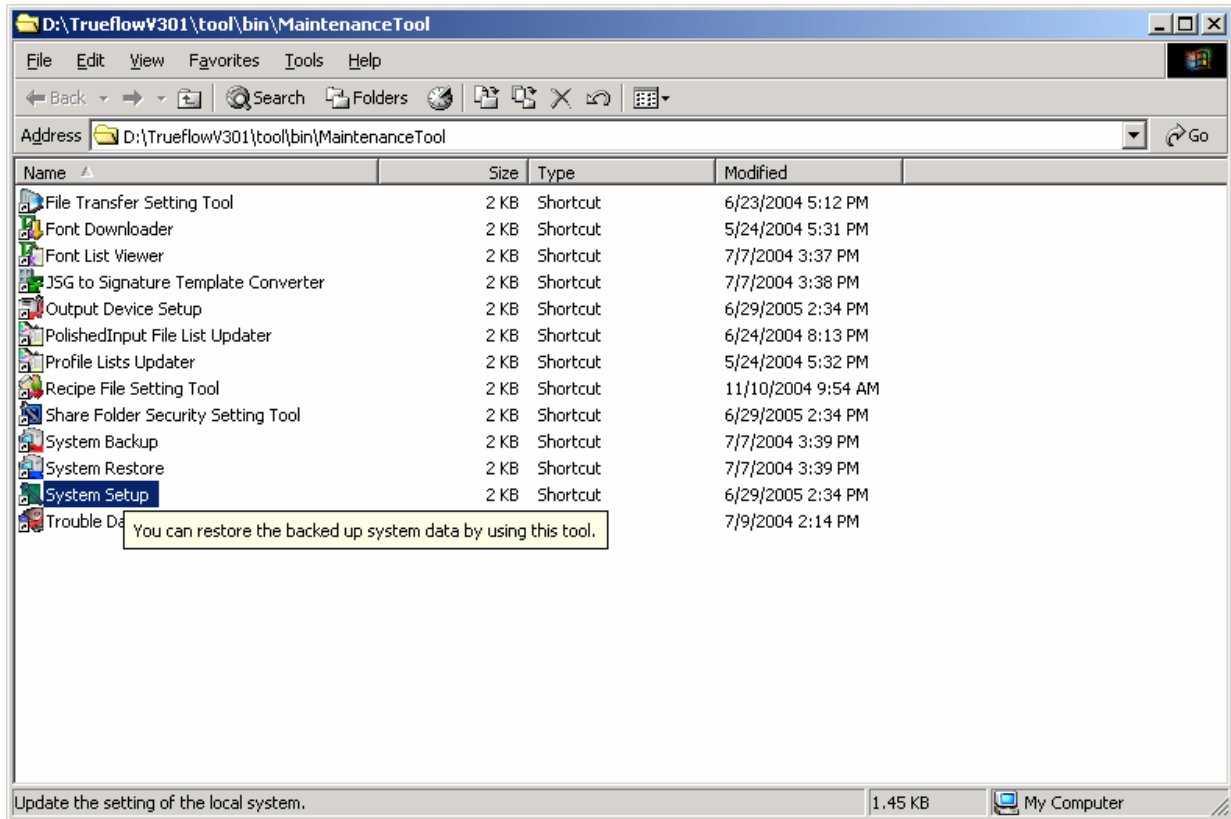 D:\TrueflowV301\tool\bin\MaintenanceTool
File Edit View Favorites Tools Help
Back Search Folders
Address D:\TrueflowV301\tool\bin\MaintenanceTool Go
Name Size Type Modified
File Transfer Setting Tool 2 KB Shortcut 6/23/2004 5:12 PM
Font Downloader 2 KB Shortcut 5/24/2004 5:31 PM
Font List Viewer 2 KB Shortcut 7/7/2004 3:37 PM
JSG to Signature Template Converter 2 KB Shortcut 7/7/2004 3:38 PM
Output Device Setup 2 KB Shortcut 6/29/2005 2:34 PM
PolishedInput File List Updater 2 KB Shortcut 6/24/2004 8:13 PM
Profile Lists Updater 2 KB Shortcut 5/24/2004 5:32 PM
Recipe File Setting Tool 2 KB Shortcut 11/10/2004 9:54 AM
Share Folder Security Setting Tool 2 KB Shortcut 6/29/2005 2:34 PM
System Backup 2 KB Shortcut 7/7/2004 3:39 PM
System Restore 2 KB Shortcut 7/7/2004 3:39 PM
System Setup 2 KB Shortcut 6/29/2005 2:34 PM
Trouble Da 7/9/2004 2:14 PM
You can restore the backed up system data by using this tool.
Update the setting of the local system. 1.45 KB My Computer